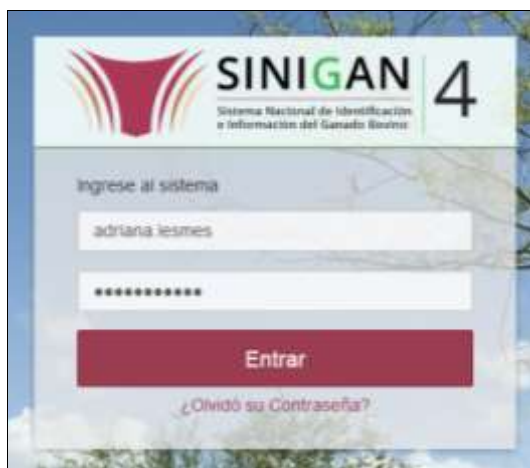 SINIGAN 4
Sistema Nacional de Identificación
e Información del Ganado Bovino
Ingrese al sistema
adriana lesmes
•••••••••••
Entrar
¿Olvidó su Contraseña?